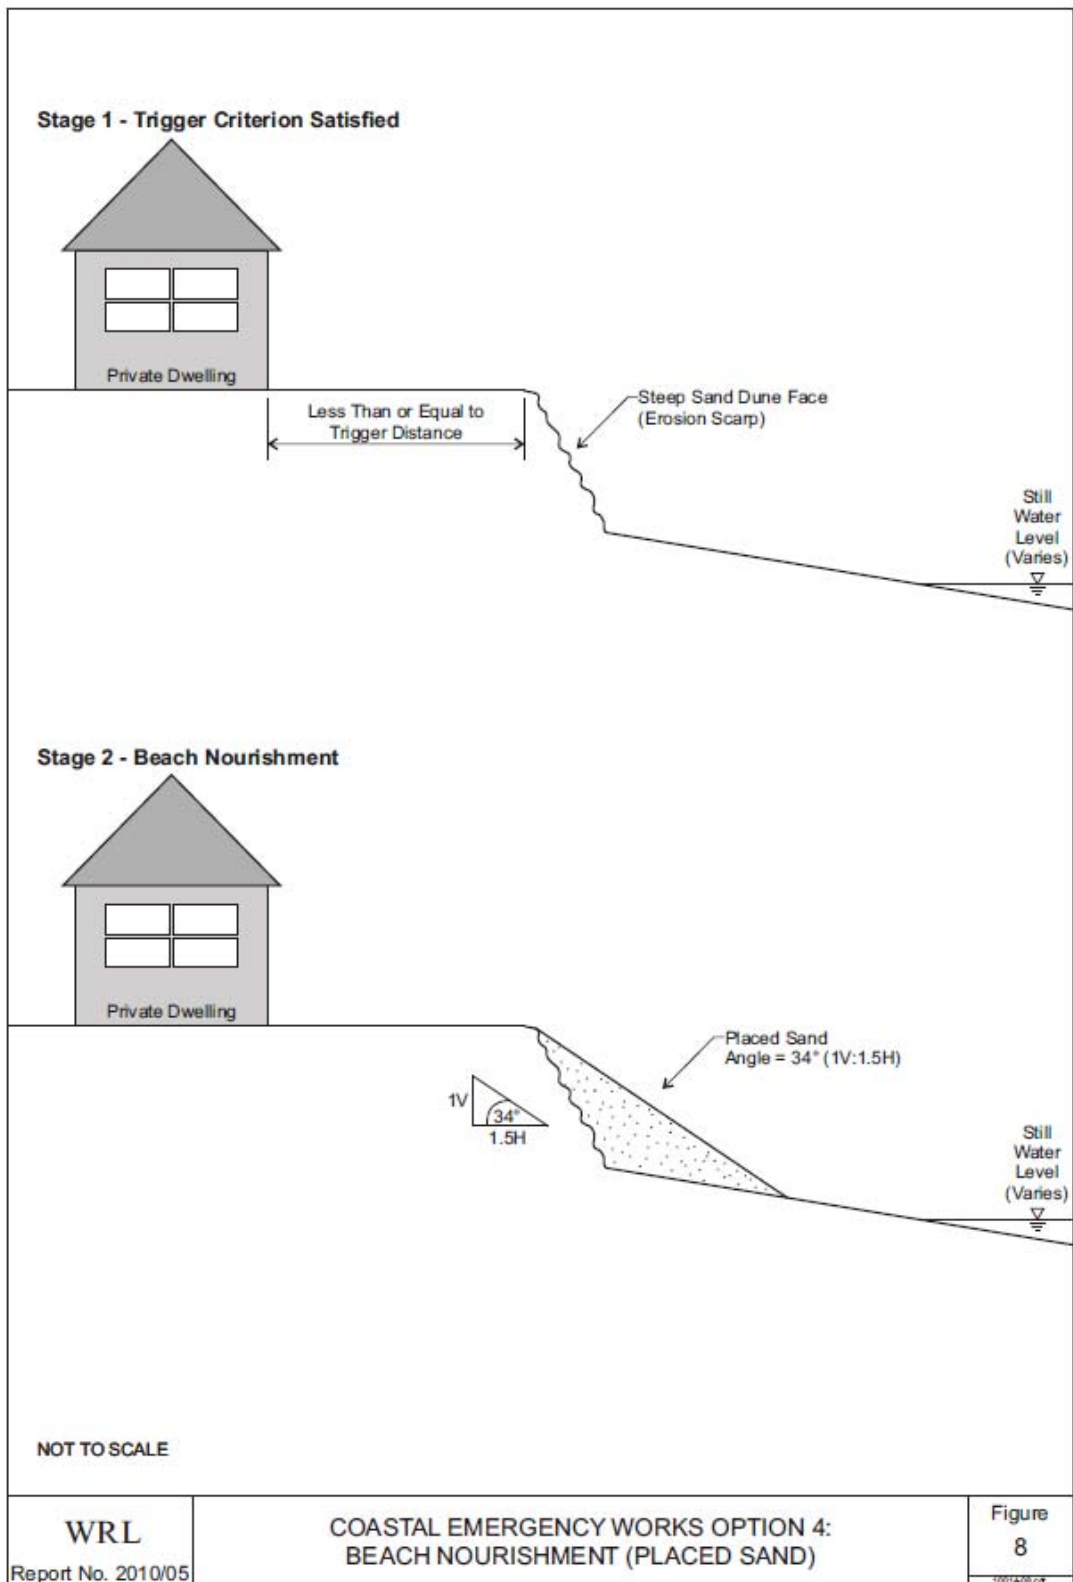 Stage 1 - Trigger Criterion Satisfied
Private Dwelling
Less Than or Equal to
Trigger Distance
Steep Sand Dune Face
(Erosion Scarp)
Still
Water
Level
(Varies)
Stage 2 - Beach Nourishment
Private Dwelling
Placed Sand
Angle = 34° (1V:1.5H)
1V
34°
1.5H
Still
Water
Level
(Varies)
NOT TO SCALE
WRL
Report No. 2010/05
COASTAL EMERGENCY WORKS OPTION 4:
BEACH NOURISHMENT (PLACED SAND)
Figure
8